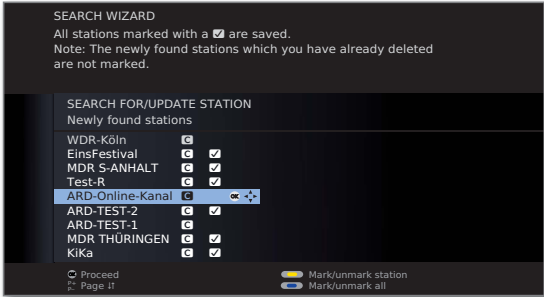 SEARCH WIZARD
All stations marked with a ✓ are saved.
Note: The newly found stations which you have already deleted
are not marked.
SEARCH FOR/UPDATE STATION
Newly found stations
WDR-Köln C
EinsFestival C ✓
MDR S-ANHALT C ✓
Test-R C ✓
ARD-Online-Kanal C OK
ARD-TEST-2 C ✓
ARD-TEST-1 C
MDR THÜRINGEN C ✓
KiKa C ✓
OK Proceed Mark/unmark station
P+ P- Page ↓↑ Mark/unmark all